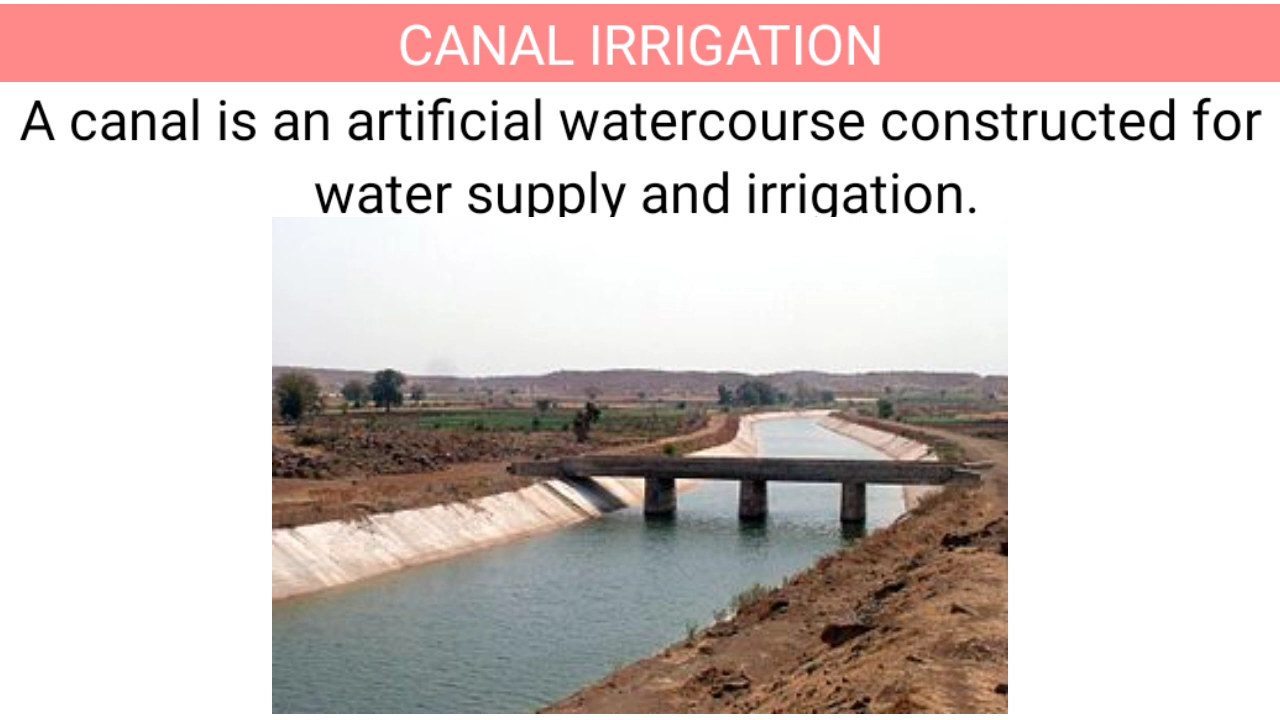 CANAL IRRIGATION
A canal is an artificial watercourse constructed for
water supply and irrigation.